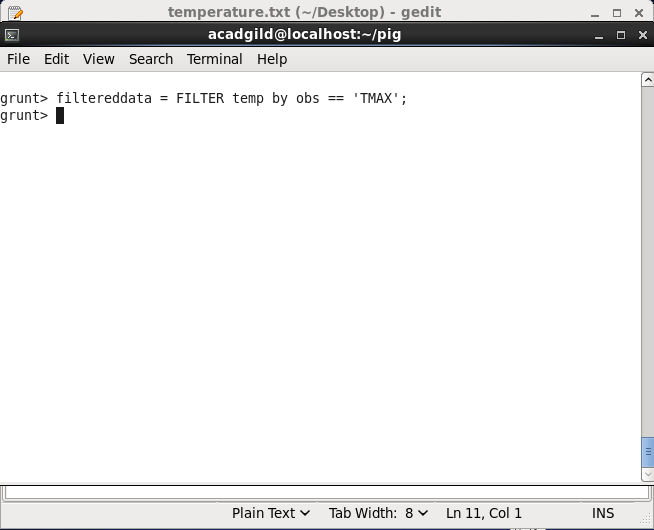 temperature.txt (~/Desktop) - gedit
acadgild@localhost:~/pig
File Edit View Search Terminal Help
grunt> filtereddata = FILTER temp by obs == 'TMAX';
grunt>
Plain Text Tab Width: 8 Ln 11, Col 1 INS